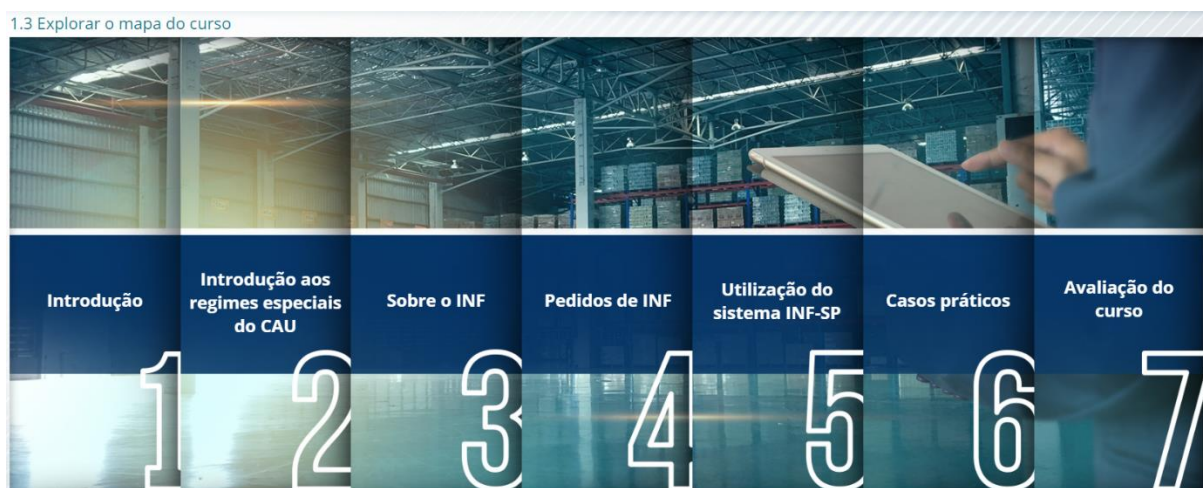 1.3 Explorar o mapa do curso
Introdução
1
Introdução aos
regimes especiais
do CAU
2
Sobre o INF
3
Pedidos de INF
4
Utilização do
sistema INF-SP
5
Casos práticos
6
Avaliação do
curso
7